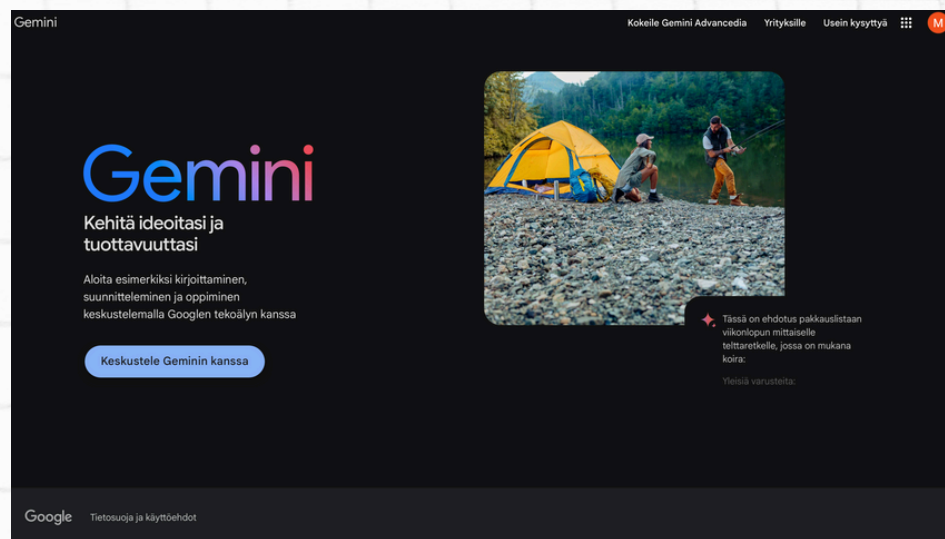 Gemini
Kokeile Gemini Advancedia
Yrityksille
Usein kysyttyä
M
Gemini
Kehitä ideoitasi ja
tuottavuuttasi
Aloita esimerkiksi kirjoittaminen,
suunnitteleminen ja oppiminen
keskustelemalla Googlen tekoälyn kanssa
Keskustele Geminin kanssa
Tässä on ehdotus pakkauslistaan
viikonlopun mittaiselle
telttaretkelle, jossa on mukana
koira:
Yleisiä varusteita:
Google
Tietosuoja ja käyttöehdot